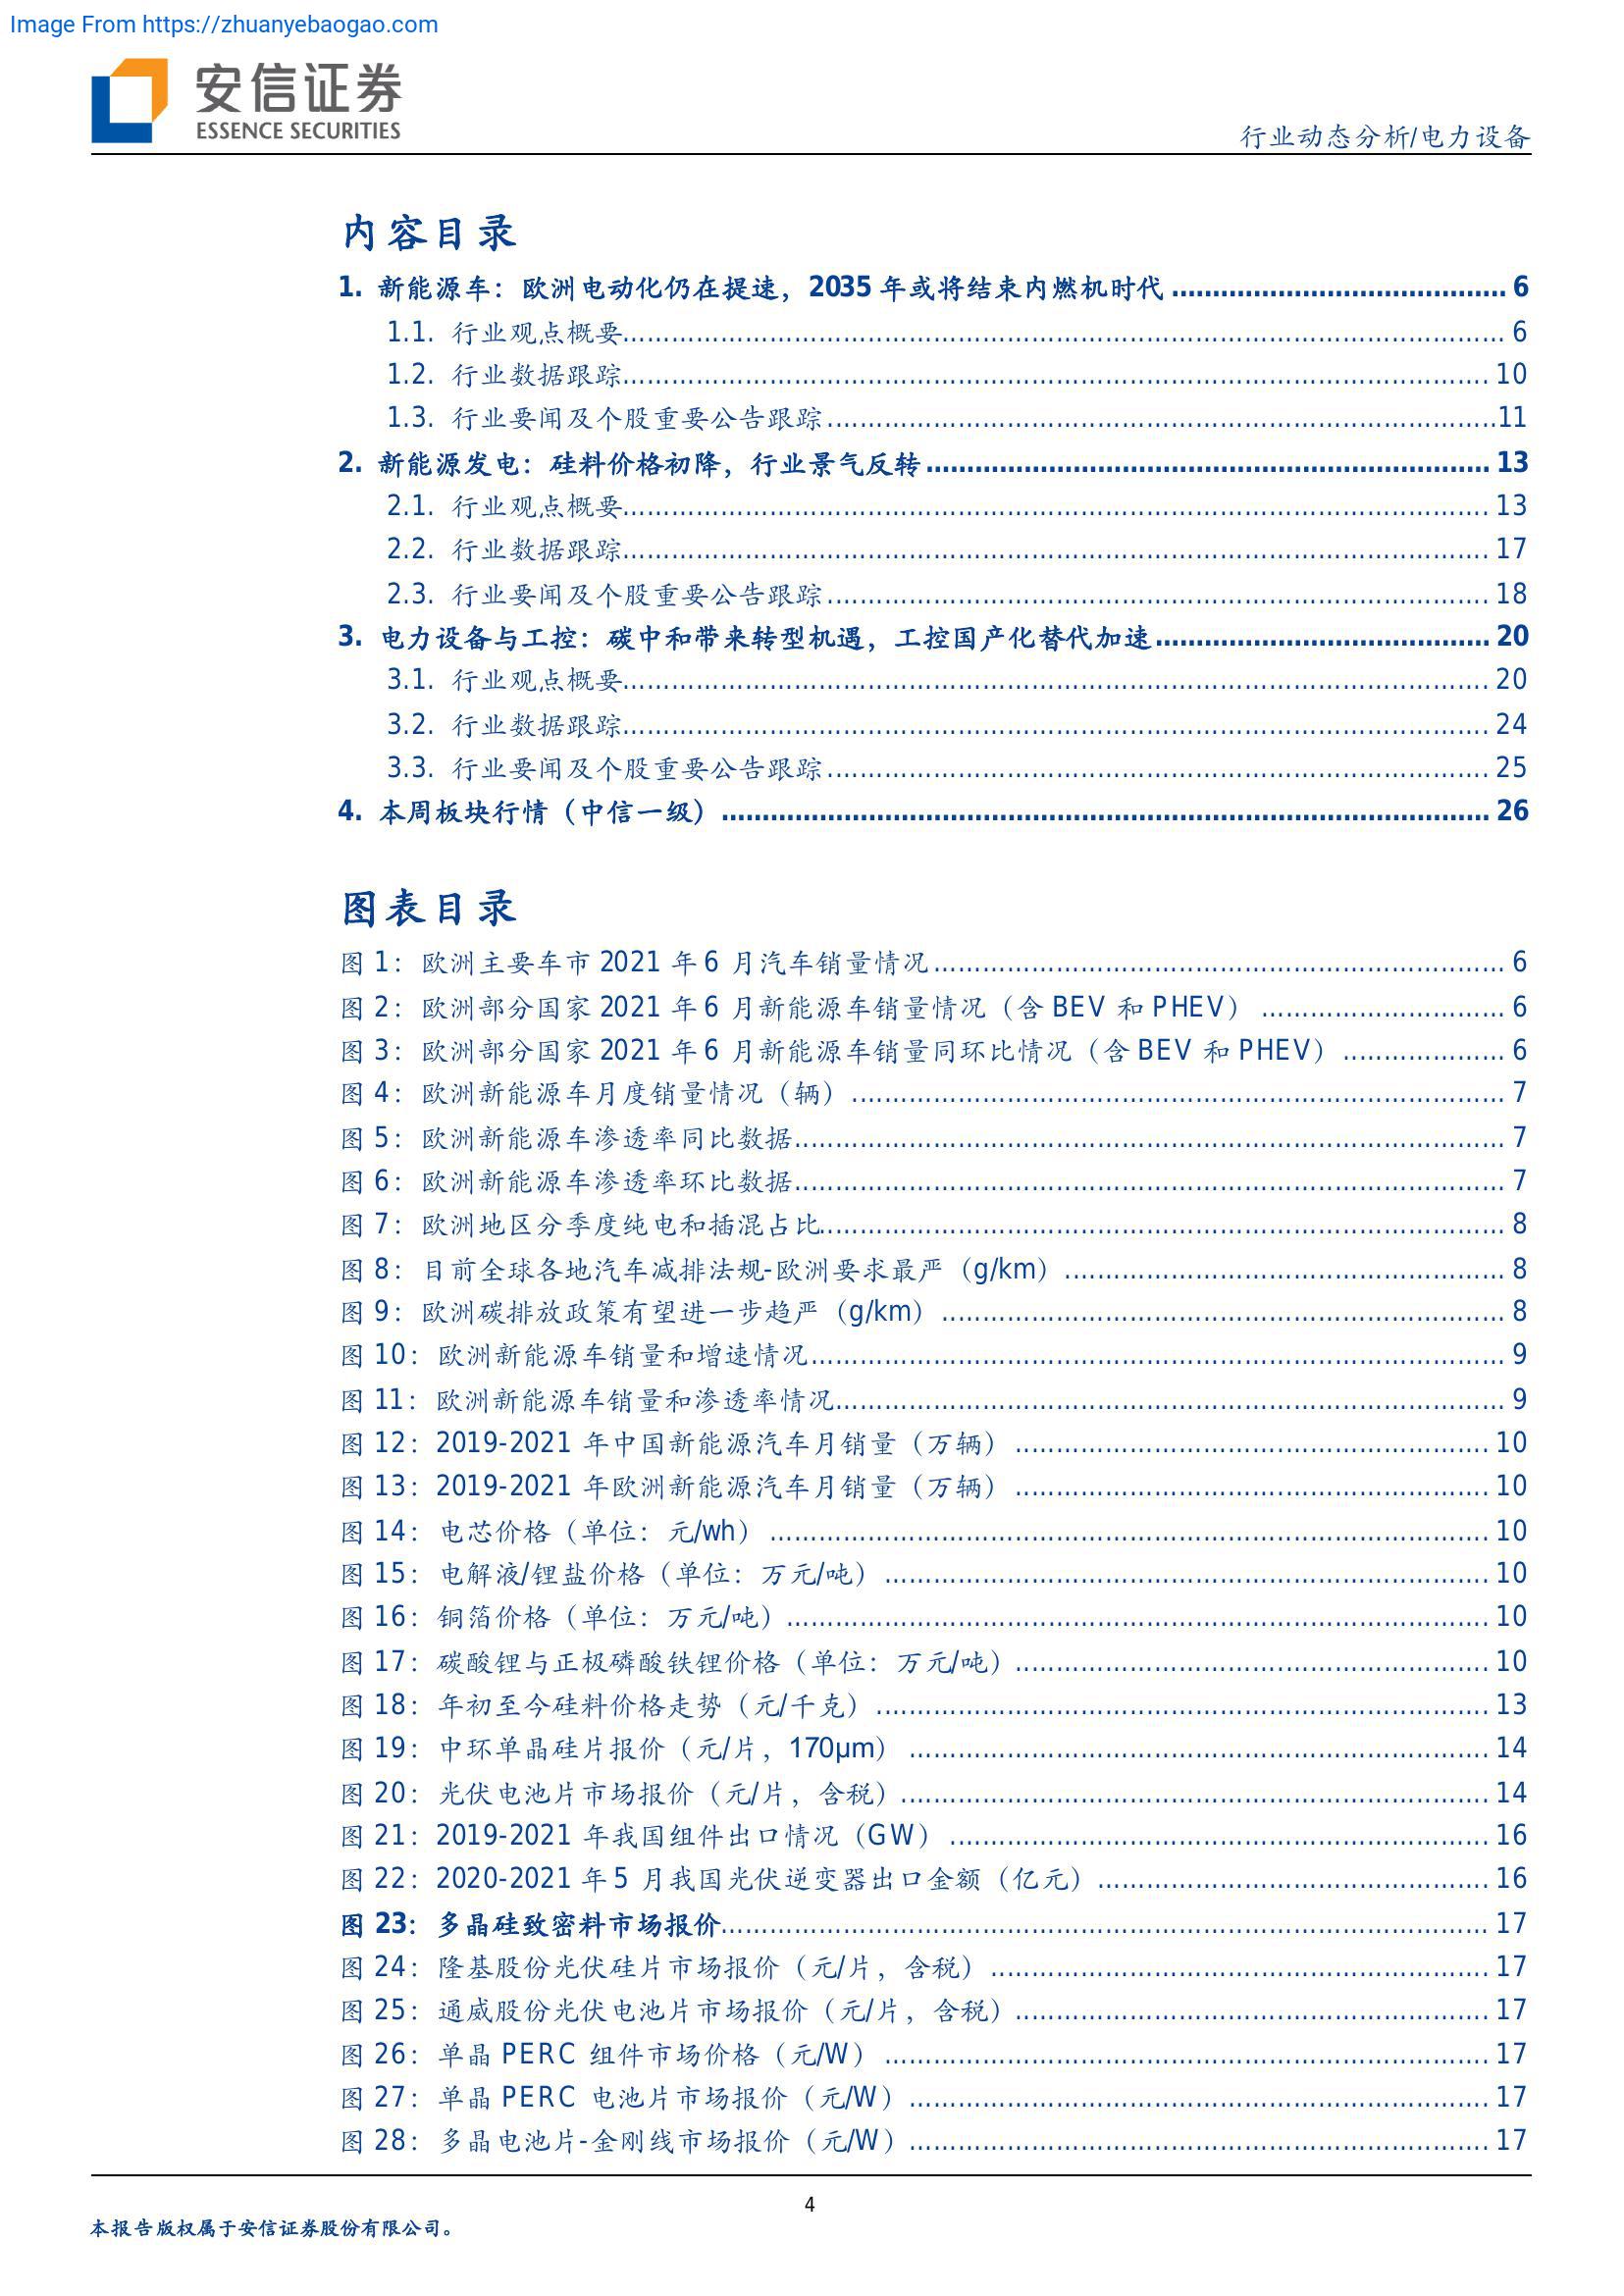 Image From https://zhuanyebaogao.com
安信证券
ESSENCE SECURITIES
行业动态分析/电力设备
内容目录
1. 新能源车：欧洲电动化仍在提速，2035 年或将结束内燃机时代 ........ 6
1.1. 行业观点概要........ 6
1.2. 行业数据跟踪........ 10
1.3. 行业要闻及个股重要公告跟踪........11
2. 新能源发电：硅料价格初降，行业景气反转........ 13
2.1. 行业观点概要........ 13
2.2. 行业数据跟踪........ 17
2.3. 行业要闻及个股重要公告跟踪........ 18
3. 电力设备与工控：碳中和带来转型机遇，工控国产化替代加速........ 20
3.1. 行业观点概要........ 20
3.2. 行业数据跟踪........ 24
3.3. 行业要闻及个股重要公告跟踪........ 25
4. 本周板块行情（中信一级）........ 26
图表目录
图 1：欧洲主要车市 2021 年 6 月汽车销量情况........ 6
图 2：欧洲部分国家 2021 年 6 月新能源车销量情况（含 BEV 和 PHEV）........ 6
图 3：欧洲部分国家 2021 年 6 月新能源车销量同环比情况（含 BEV 和 PHEV）........ 6
图 4：欧洲新能源车月度销量情况（辆）........ 7
图 5：欧洲新能源车渗透率同比数据........ 7
图 6：欧洲新能源车渗透率环比数据........ 7
图 7：欧洲地区分季度纯电和插混占比........ 8
图 8：目前全球各地汽车减排法规-欧洲要求最严（g/km）........ 8
图 9：欧洲碳排放政策有望进一步趋严（g/km）........ 8
图 10：欧洲新能源车销量和增速情况........ 9
图 11：欧洲新能源车销量和渗透率情况........ 9
图 12：2019-2021 年中国新能源汽车月销量（万辆）........ 10
图 13：2019-2021 年欧洲新能源汽车月销量（万辆）........ 10
图 14：电芯价格（单位：元/wh）........ 10
图 15：电解液/锂盐价格（单位：万元/吨）........ 10
图 16：铜箔价格（单位：万元/吨）........ 10
图 17：碳酸锂与正极磷酸铁锂价格（单位：万元/吨）........ 10
图 18：年初至今硅料价格走势（元/千克）........ 13
图 19：中环单晶硅片报价（元/片，170μm）........ 14
图 20：光伏电池片市场报价（元/片，含税）........ 14
图 21：2019-2021 年我国组件出口情况（GW）........ 16
图 22：2020-2021 年 5 月我国光伏逆变器出口金额（亿元）........ 16
图 23：多晶硅致密料市场报价........ 17
图 24：隆基股份光伏硅片市场报价（元/片，含税）........ 17
图 25：通威股份光伏电池片市场报价（元/片，含税）........ 17
图 26：单晶 PERC 组件市场价格（元/W）........ 17
图 27：单晶 PERC 电池片市场报价（元/W）........ 17
图 28：多晶电池片-金刚线市场报价（元/W）........ 17
4
本报告版权属于安信证券股份有限公司。